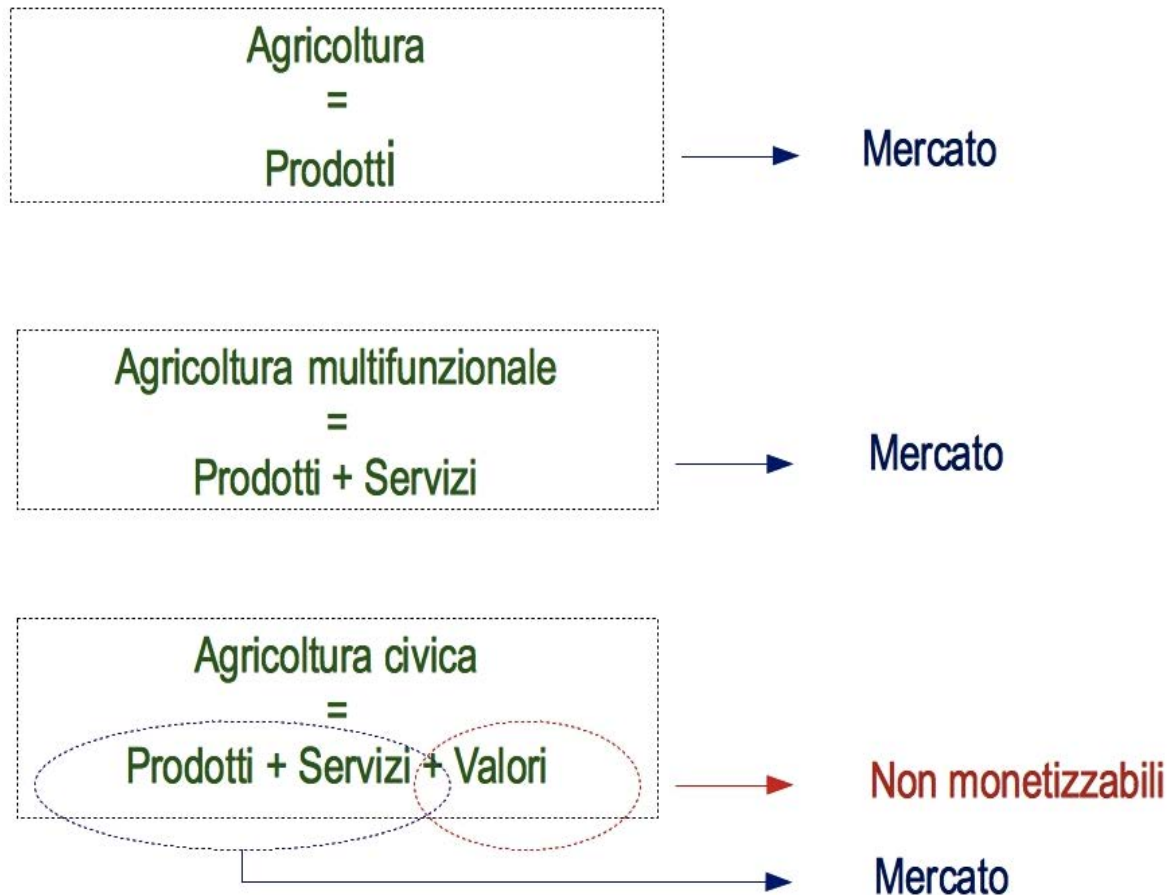 Agricoltura
=
Prodotti
Mercato
Agricoltura multifunzionale
=
Prodotti + Servizi
Mercato
Agricoltura civica
=
Prodotti + Servizi + Valori
Non monetizzabili
Mercato